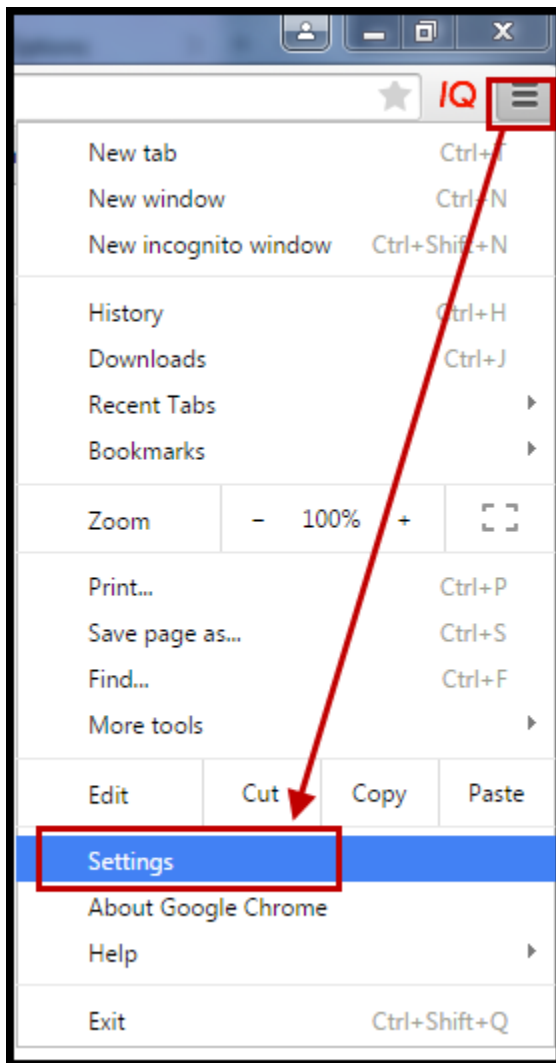 IQ
New tab Ctrl+T
New window Ctrl+N
New incognito window Ctrl+Shift+N
History Ctrl+H
Downloads Ctrl+J
Recent Tabs
Bookmarks
Zoom - 100% +
Print... Ctrl+P
Save page as... Ctrl+S
Find... Ctrl+F
More tools
Edit Cut Copy Paste
Settings
About Google Chrome
Help
Exit Ctrl+Shift+Q